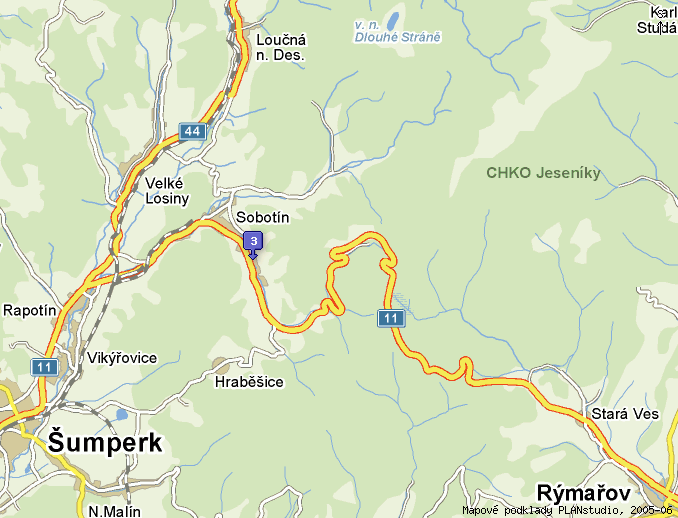 Karl
Studá
Loučná
n. Des.
v. n.
Dlouhé Stráně
44
CHKO Jeseníky
Velké
Losiny
Sobotín
3
Rapotín
11
11
Vikýřovice
Hraběšice
Stará Ves
Šumperk
Rýmařov
N.Malín
Mapové podklady PLANstudio, 2005-06